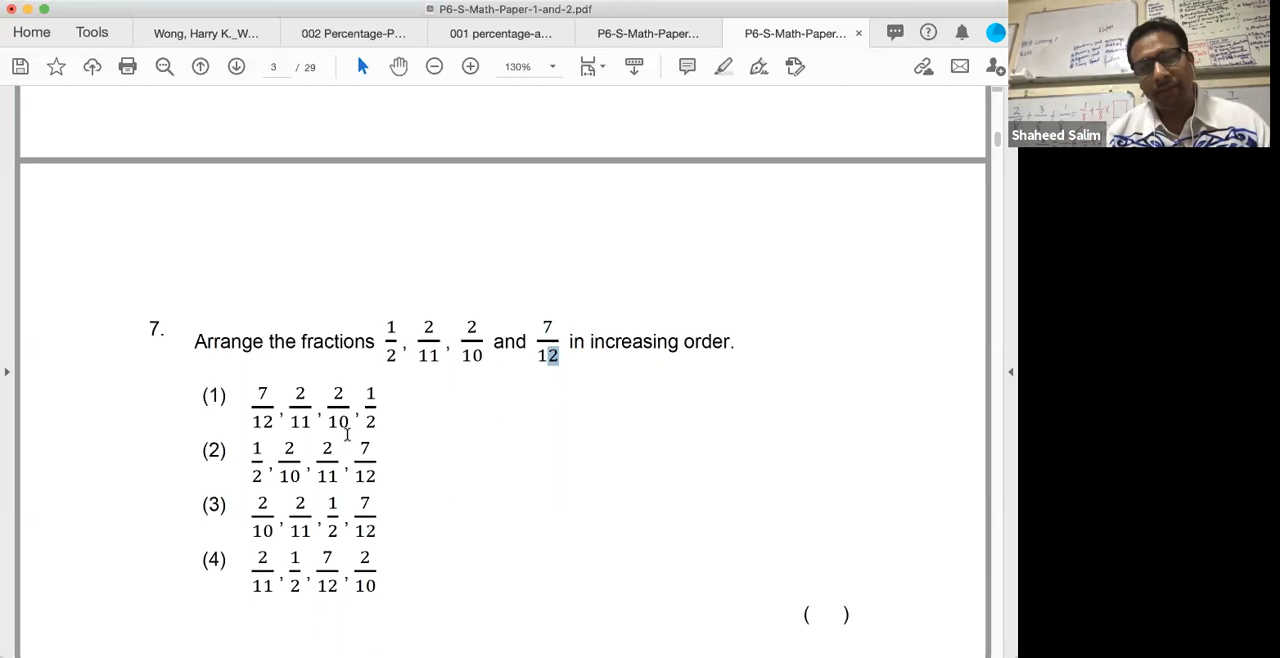 P6-S-Math-Paper-1-and-2.pdf
Home Tools Wong, Harry K._W... 002 Percentage-P... 001 percentage-a... P6-S-Math-Paper... P6-S-Math-Paper... ×
3 / 29 130%
Shaheed Salim
7. Arrange the fractions 1/2, 2/11, 2/10 and 7/12 in increasing order.
(1) 7/12, 2/11, 2/10, 1/2
(2) 1/2, 2/10, 2/11, 7/12
(3) 2/10, 2/11, 1/2, 7/12
(4) 2/11, 1/2, 7/12, 2/10
( )